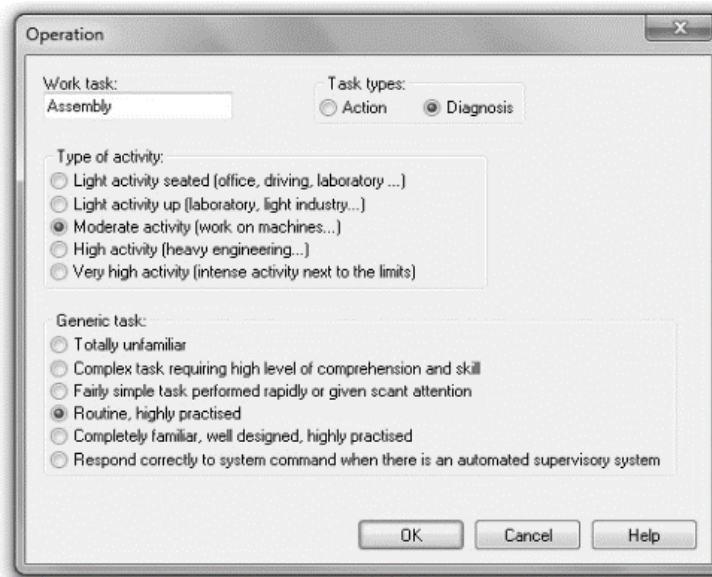 Operation
Work task:
Task types:
Assembly
Action
Diagnosis
Type of activity:
Light activity seated (office, driving, laboratory ...)
Light activity up (laboratory, light industry...)
Moderate activity (work on machines...)
High activity (heavy engineering...)
Very high activity (intense activity next to the limits)
Generic task:
Totally unfamiliar
Complex task requiring high level of comprehension and skill
Fairly simple task performed rapidly or given scant attention
Routine, highly practised
Completely familiar, well designed, highly practised
Respond correctly to system command when there is an automated supervisory system
OK
Cancel
Help